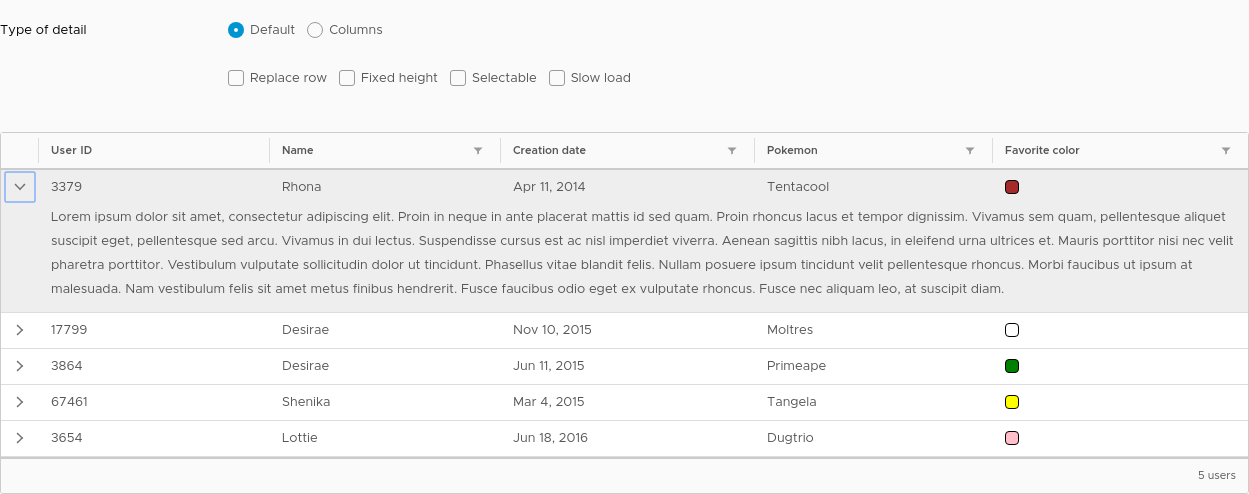 Type of detail Default Columns
Replace row Fixed height Selectable Slow load
User ID Name Creation date Pokemon Favorite color
3379 Rhona Apr 11, 2014 Tentacool
Lorem ipsum dolor sit amet, consectetur adipiscing elit. Proin in neque in ante placerat mattis id sed quam. Proin rhoncus lacus et tempor dignissim. Vivamus sem quam, pellentesque aliquet
suscipit eget, pellentesque sed arcu. Vivamus in dui lectus. Suspendisse cursus est ac nisl imperdiet viverra. Aenean sagittis nibh lacus, in eleifend urna ultrices et. Mauris porttitor nisi nec velit
pharetra porttitor. Vestibulum vulputate sollicitudin dolor ut tincidunt. Phasellus vitae blandit felis. Nullam posuere ipsum tincidunt velit pellentesque rhoncus. Morbi faucibus ut ipsum at
malesuada. Nam vestibulum felis sit amet metus finibus hendrerit. Fusce faucibus odio eget ex vulputate rhoncus. Fusce nec aliquam leo, at suscipit diam.
17799 Desirae Nov 10, 2015 Moltres
3864 Desirae Jun 11, 2015 Primeape
67461 Shenika Mar 4, 2015 Tangela
3654 Lottie Jun 18, 2016 Dugtrio
5 users